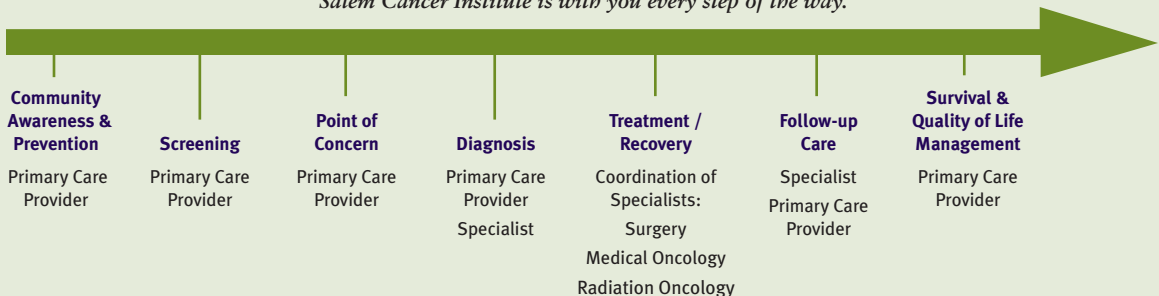 Salem Cancer Institute is with you every step of the way.
Community
Awareness &
Prevention
Primary Care
Provider
Screening
Primary Care
Provider
Point of
Concern
Primary Care
Provider
Diagnosis
Primary Care
Provider
Specialist
Treatment /
Recovery
Coordination of
Specialists:
Surgery
Medical Oncology
Radiation Oncology
Follow-up
Care
Specialist
Primary Care
Provider
Survival &
Quality of Life
Management
Primary Care
Provider